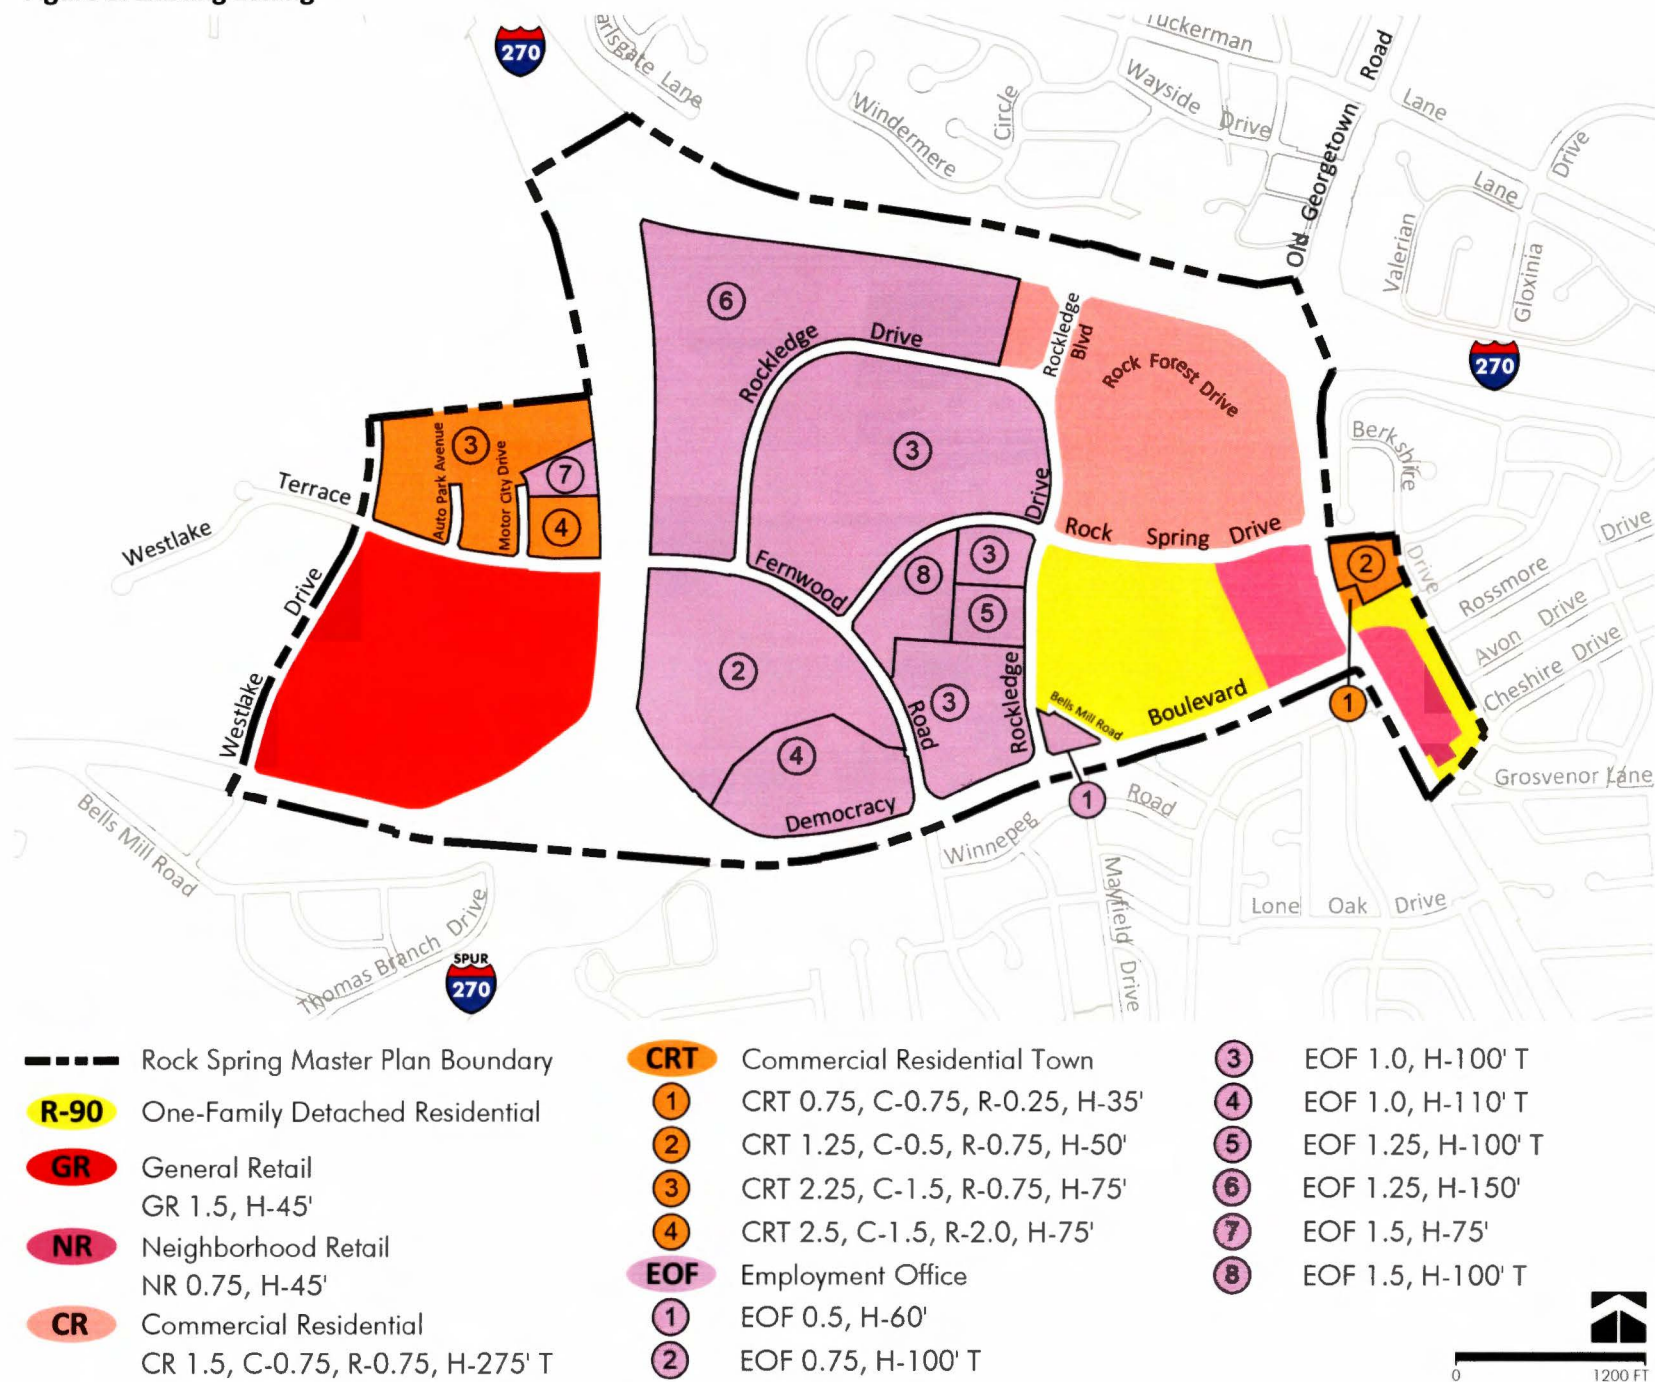 270
arlsgate Lane
Tuckerman
Road
Wayside
Drive
Lane
Windermere
Circle
Old Georgetown
Drive
Lane
Valerian
Gloxinia
270
6
Rockledge
Drive
Rockledge
Blvd
Rock Forest Drive
3
Auto Park Avenue
Motor City Drive
7
4
3
Berkshire
Drive
Terrace
Westlake
Drive
Rock Spring Drive
Drive
2
Drive
Rossmore
Fernwood
8
3
5
Avon Drive
Cheshire Drive
2
Westlake
Drive
3
Road
Rockledge
Bells Mill Road
Boulevard
1
4
Democracy
1
Grosvenor Lane
Bells Mill Road
Winnepeg
Road
Mayfield Drive
Lone Oak Drive
Thomas Branch Drive
SPUR
270
Rock Spring Master Plan Boundary
R-90 One-Family Detached Residential
GR General Retail
GR 1.5, H-45'
NR Neighborhood Retail
NR 0.75, H-45'
CR Commercial Residential
CR 1.5, C-0.75, R-0.75, H-275' T
CRT Commercial Residential Town
1 CRT 0.75, C-0.75, R-0.25, H-35'
2 CRT 1.25, C-0.5, R-0.75, H-50'
3 CRT 2.25, C-1.5, R-0.75, H-75'
4 CRT 2.5, C-1.5, R-2.0, H-75'
EOF Employment Office
1 EOF 0.5, H-60'
2 EOF 0.75, H-100' T
3 EOF 1.0, H-100' T
4 EOF 1.0, H-110' T
5 EOF 1.25, H-100' T
6 EOF 1.25, H-150'
7 EOF 1.5, H-75'
8 EOF 1.5, H-100' T
0 1200 FT